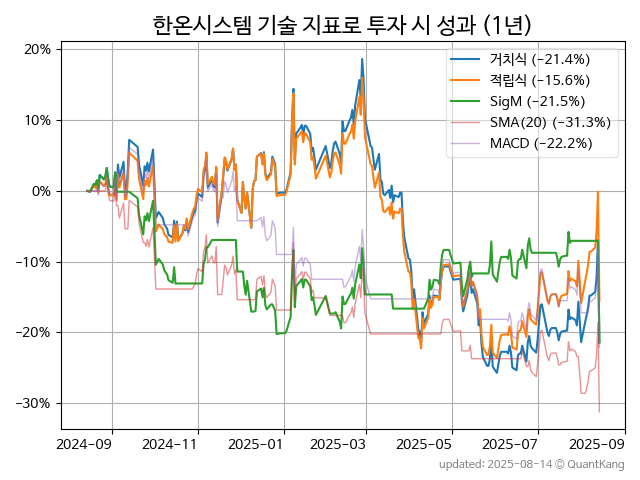 한온시스템 기술 지표로 투자 시 성과 (1년)
20%
10%
0%
−10%
−20%
−30%
거치식 (−21.4%)
적립식 (−15.6%)
SigM (−21.5%)
SMA(20) (−31.3%)
MACD (−22.2%)
2024-09 2024-11 2025-01 2025-03 2025-05 2025-07 2025-09
updated: 2025-08-14 © QuantKang